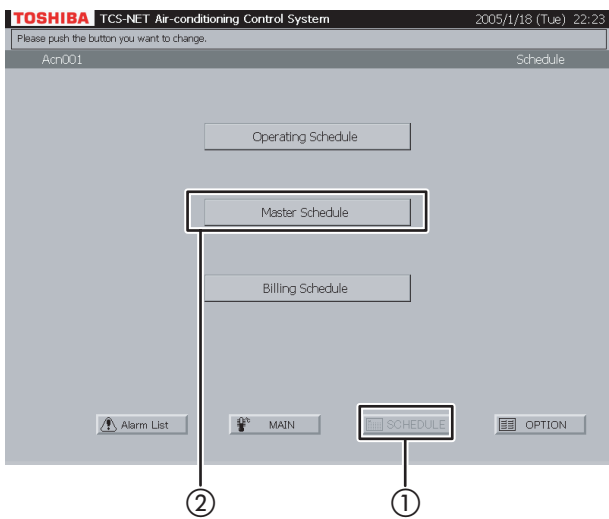 TOSHIBA TCS-NET Air-conditioning Control System 2005/1/18 (Tue) 22:23
Please push the button you want to change.
Acn001 Schedule
Operating Schedule
Master Schedule
Billing Schedule
Alarm List MAIN SCHEDULE OPTION
② ①